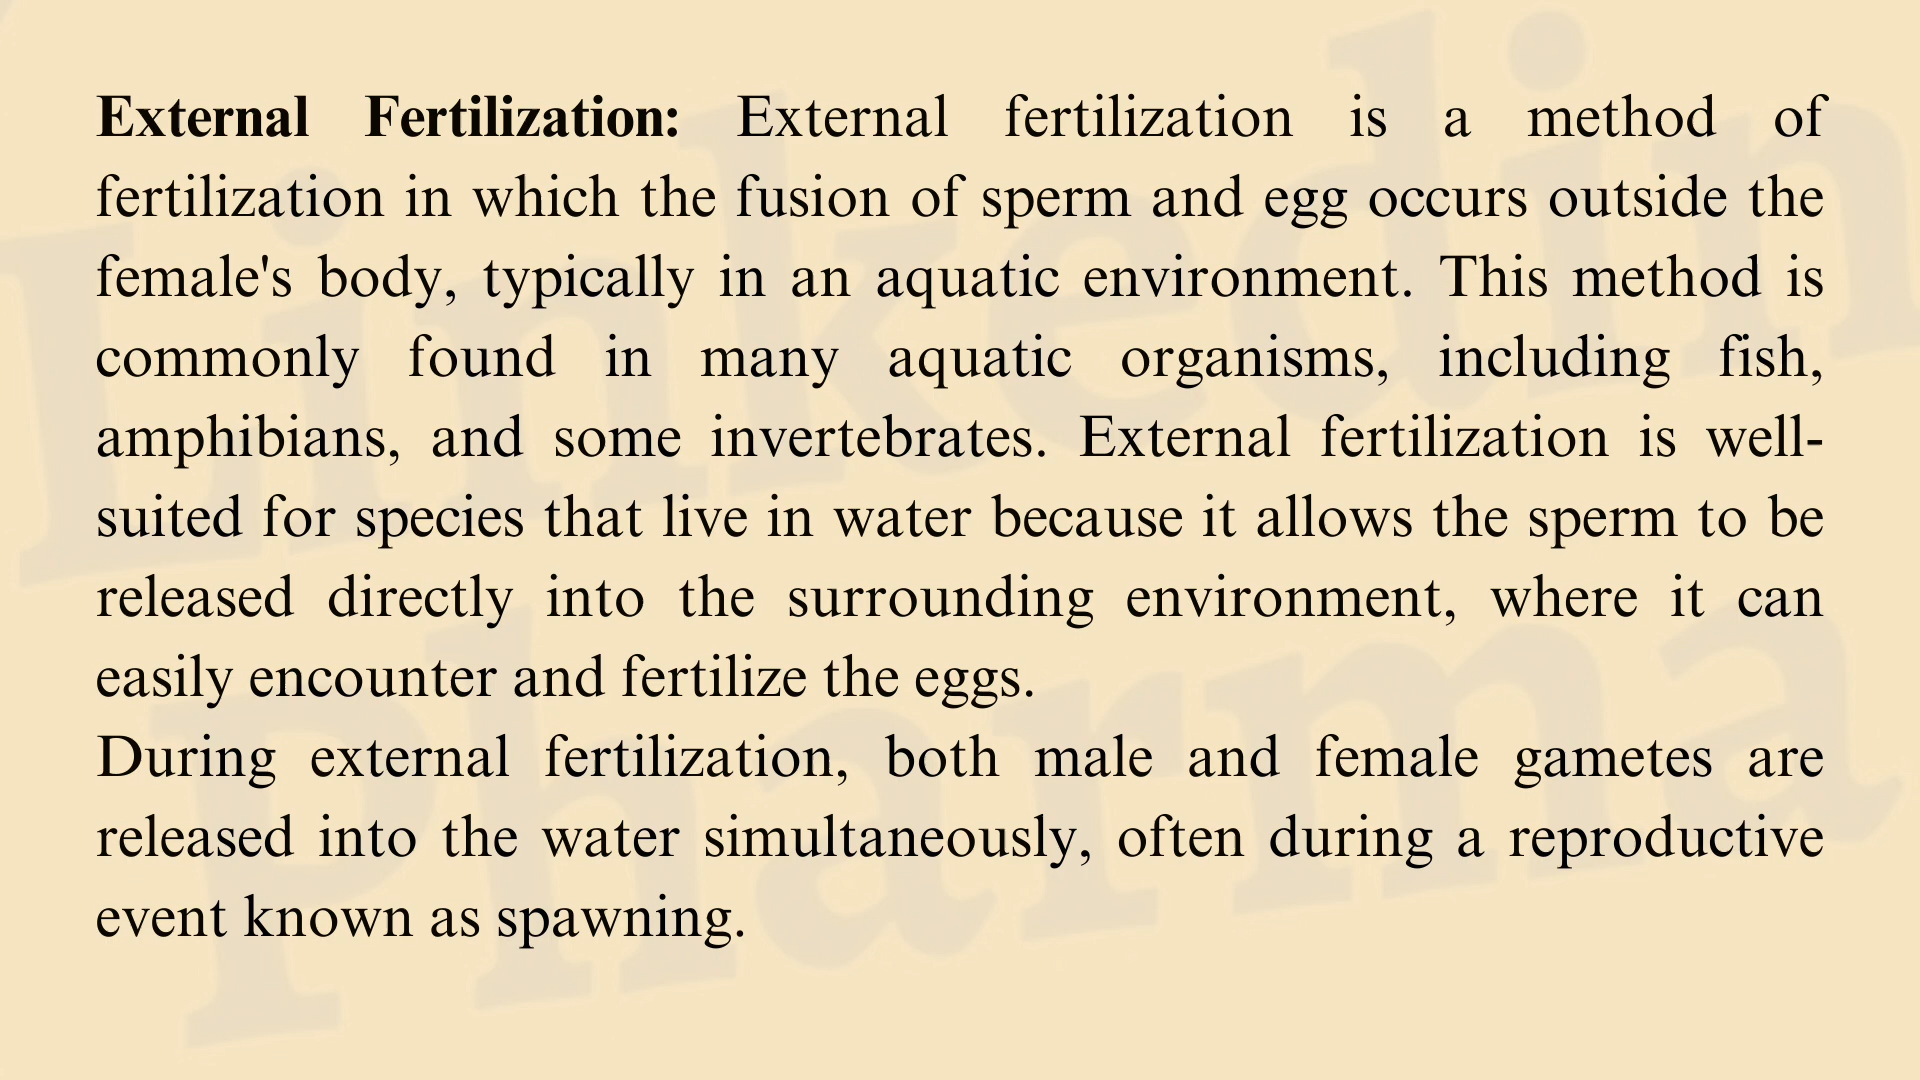 External Fertilization: External fertilization is a method of
fertilization in which the fusion of sperm and egg occurs outside the
female's body, typically in an aquatic environment. This method is
commonly found in many aquatic organisms, including fish,
amphibians, and some invertebrates. External fertilization is well-
suited for species that live in water because it allows the sperm to be
released directly into the surrounding environment, where it can
easily encounter and fertilize the eggs.
During external fertilization, both male and female gametes are
released into the water simultaneously, often during a reproductive
event known as spawning.
Linkedin
Pharma